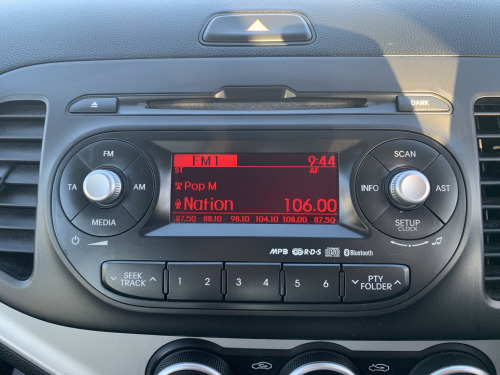 DARK
FM
TA
AM
MEDIA
FM1
9:44
ST
AF
Pop M
Nation
106.00
87.50 88.10 98.10 104.10 108.00 87.50
SCAN
INFO
AST
SETUP
CLOCK
MP3 R·D·S Bluetooth
SEEK
TRACK
1 2 3 4 5 6
PTY
FOLDER